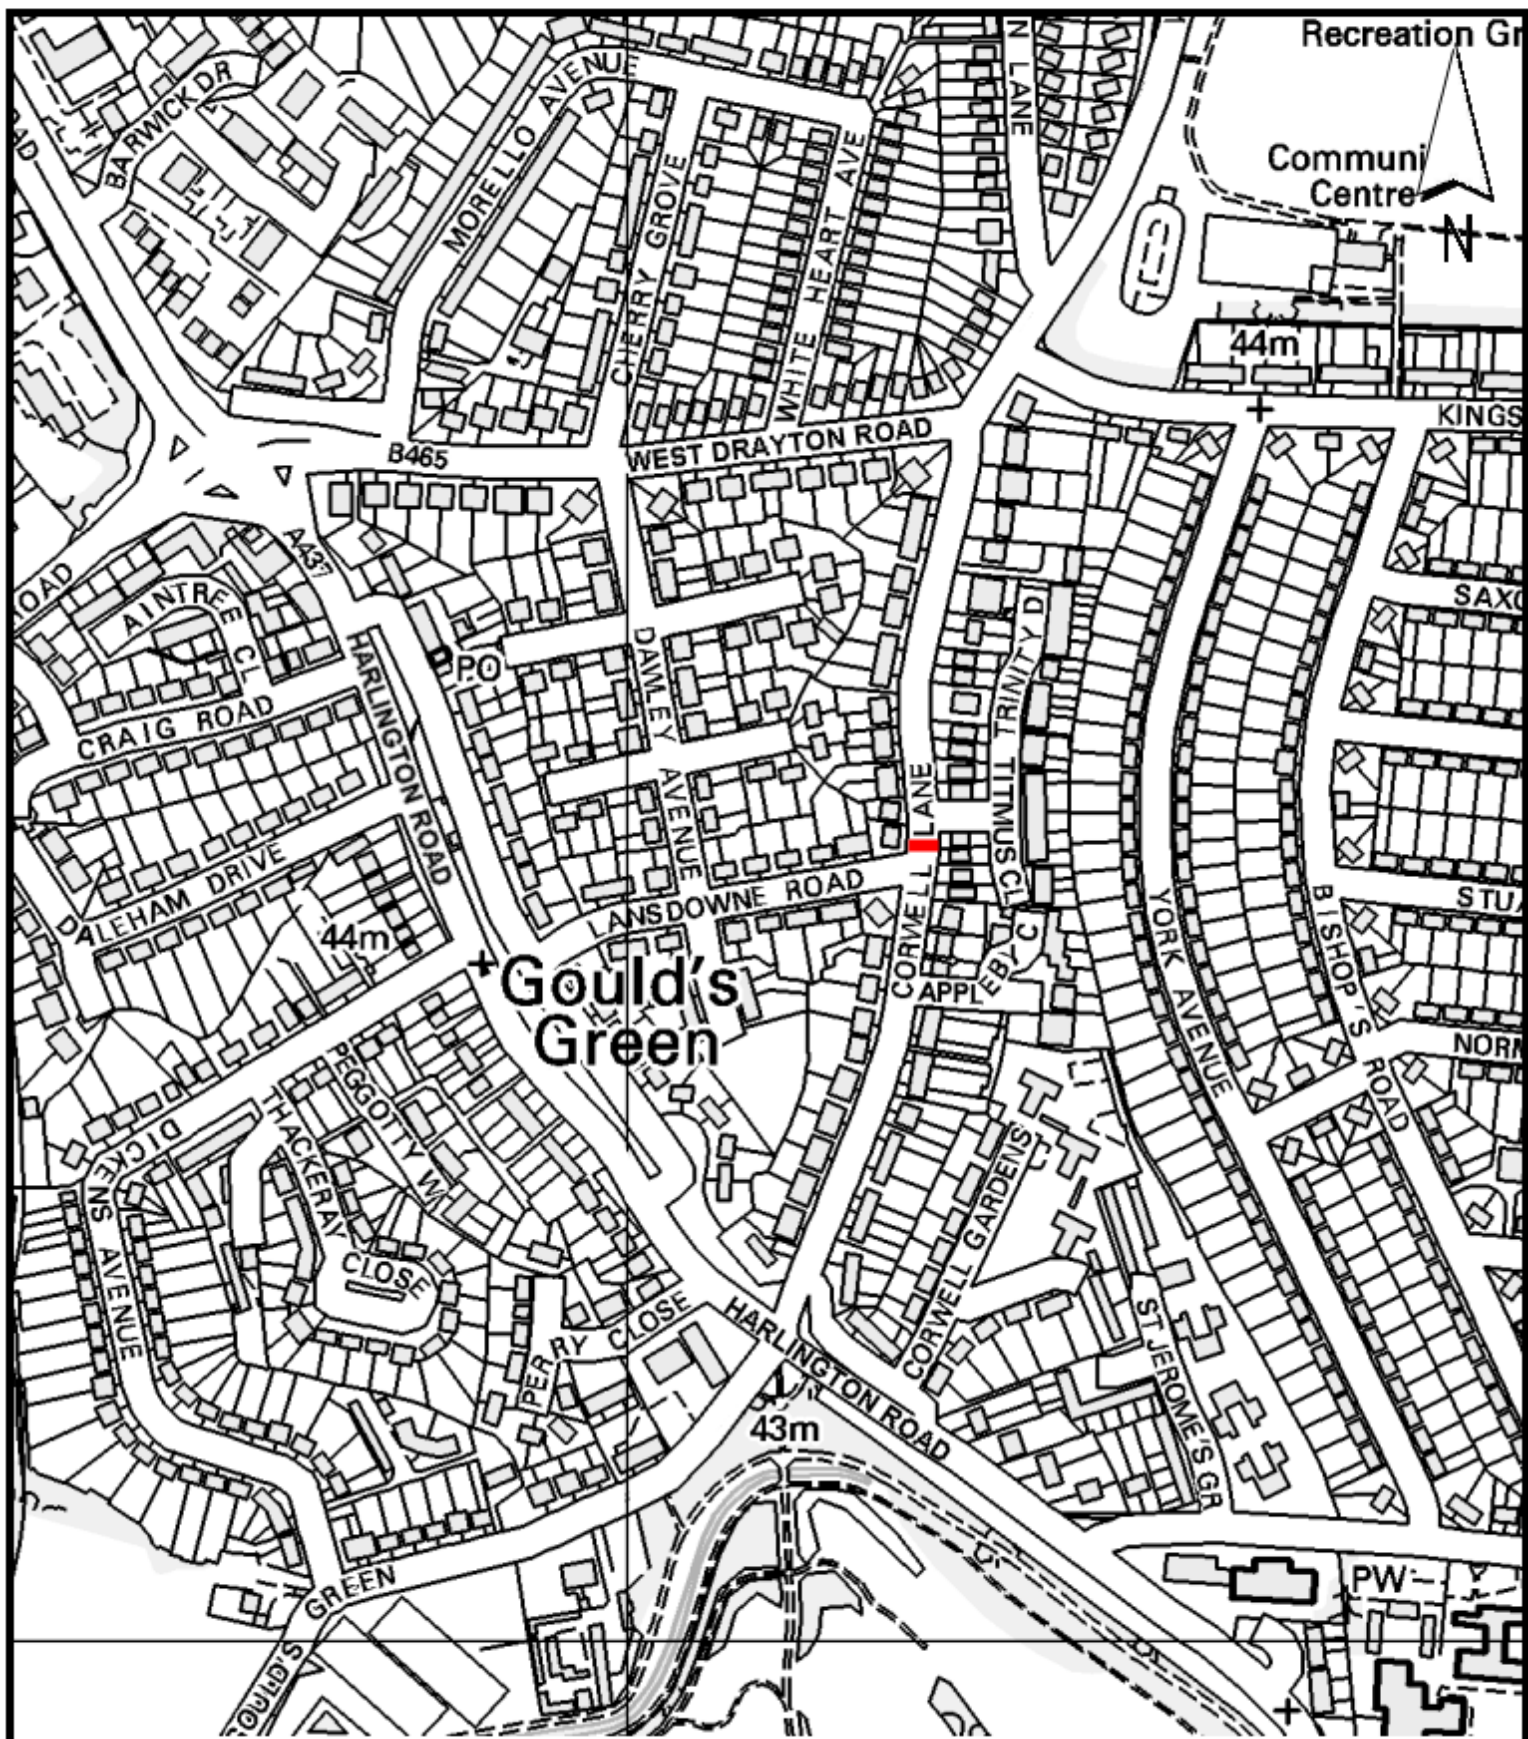 Recreation Gr
N LANE
BARWICK DR
MORELLO AVENUE
Communi
Centre
N
CHERRY GROVE
WHITE HEART AVE
44m
KINGS
WEST DRAYTON ROAD
B465
A437
ROAD
AINTREE CL
SAXO
HARLINGTON ROAD
PO
DAWLEY AVENUE
TRINITY D
CRAIG ROAD
CORWELL LANE
TITMUS CL
DALEHAM DRIVE
LANSDOWNE ROAD
STU
44m
YORK AVENUE
BISHOP'S ROAD
APPLEBY C
Gould's
Green
NORM
PEGGOTTY W
THACKERAY CLOSE
DICKENS AVENUE
CORWELL GARDENS
PERRY CLOSE
HARLINGTON ROAD
ST JEROME'S GR
43m
PW
GOULD'S GREEN